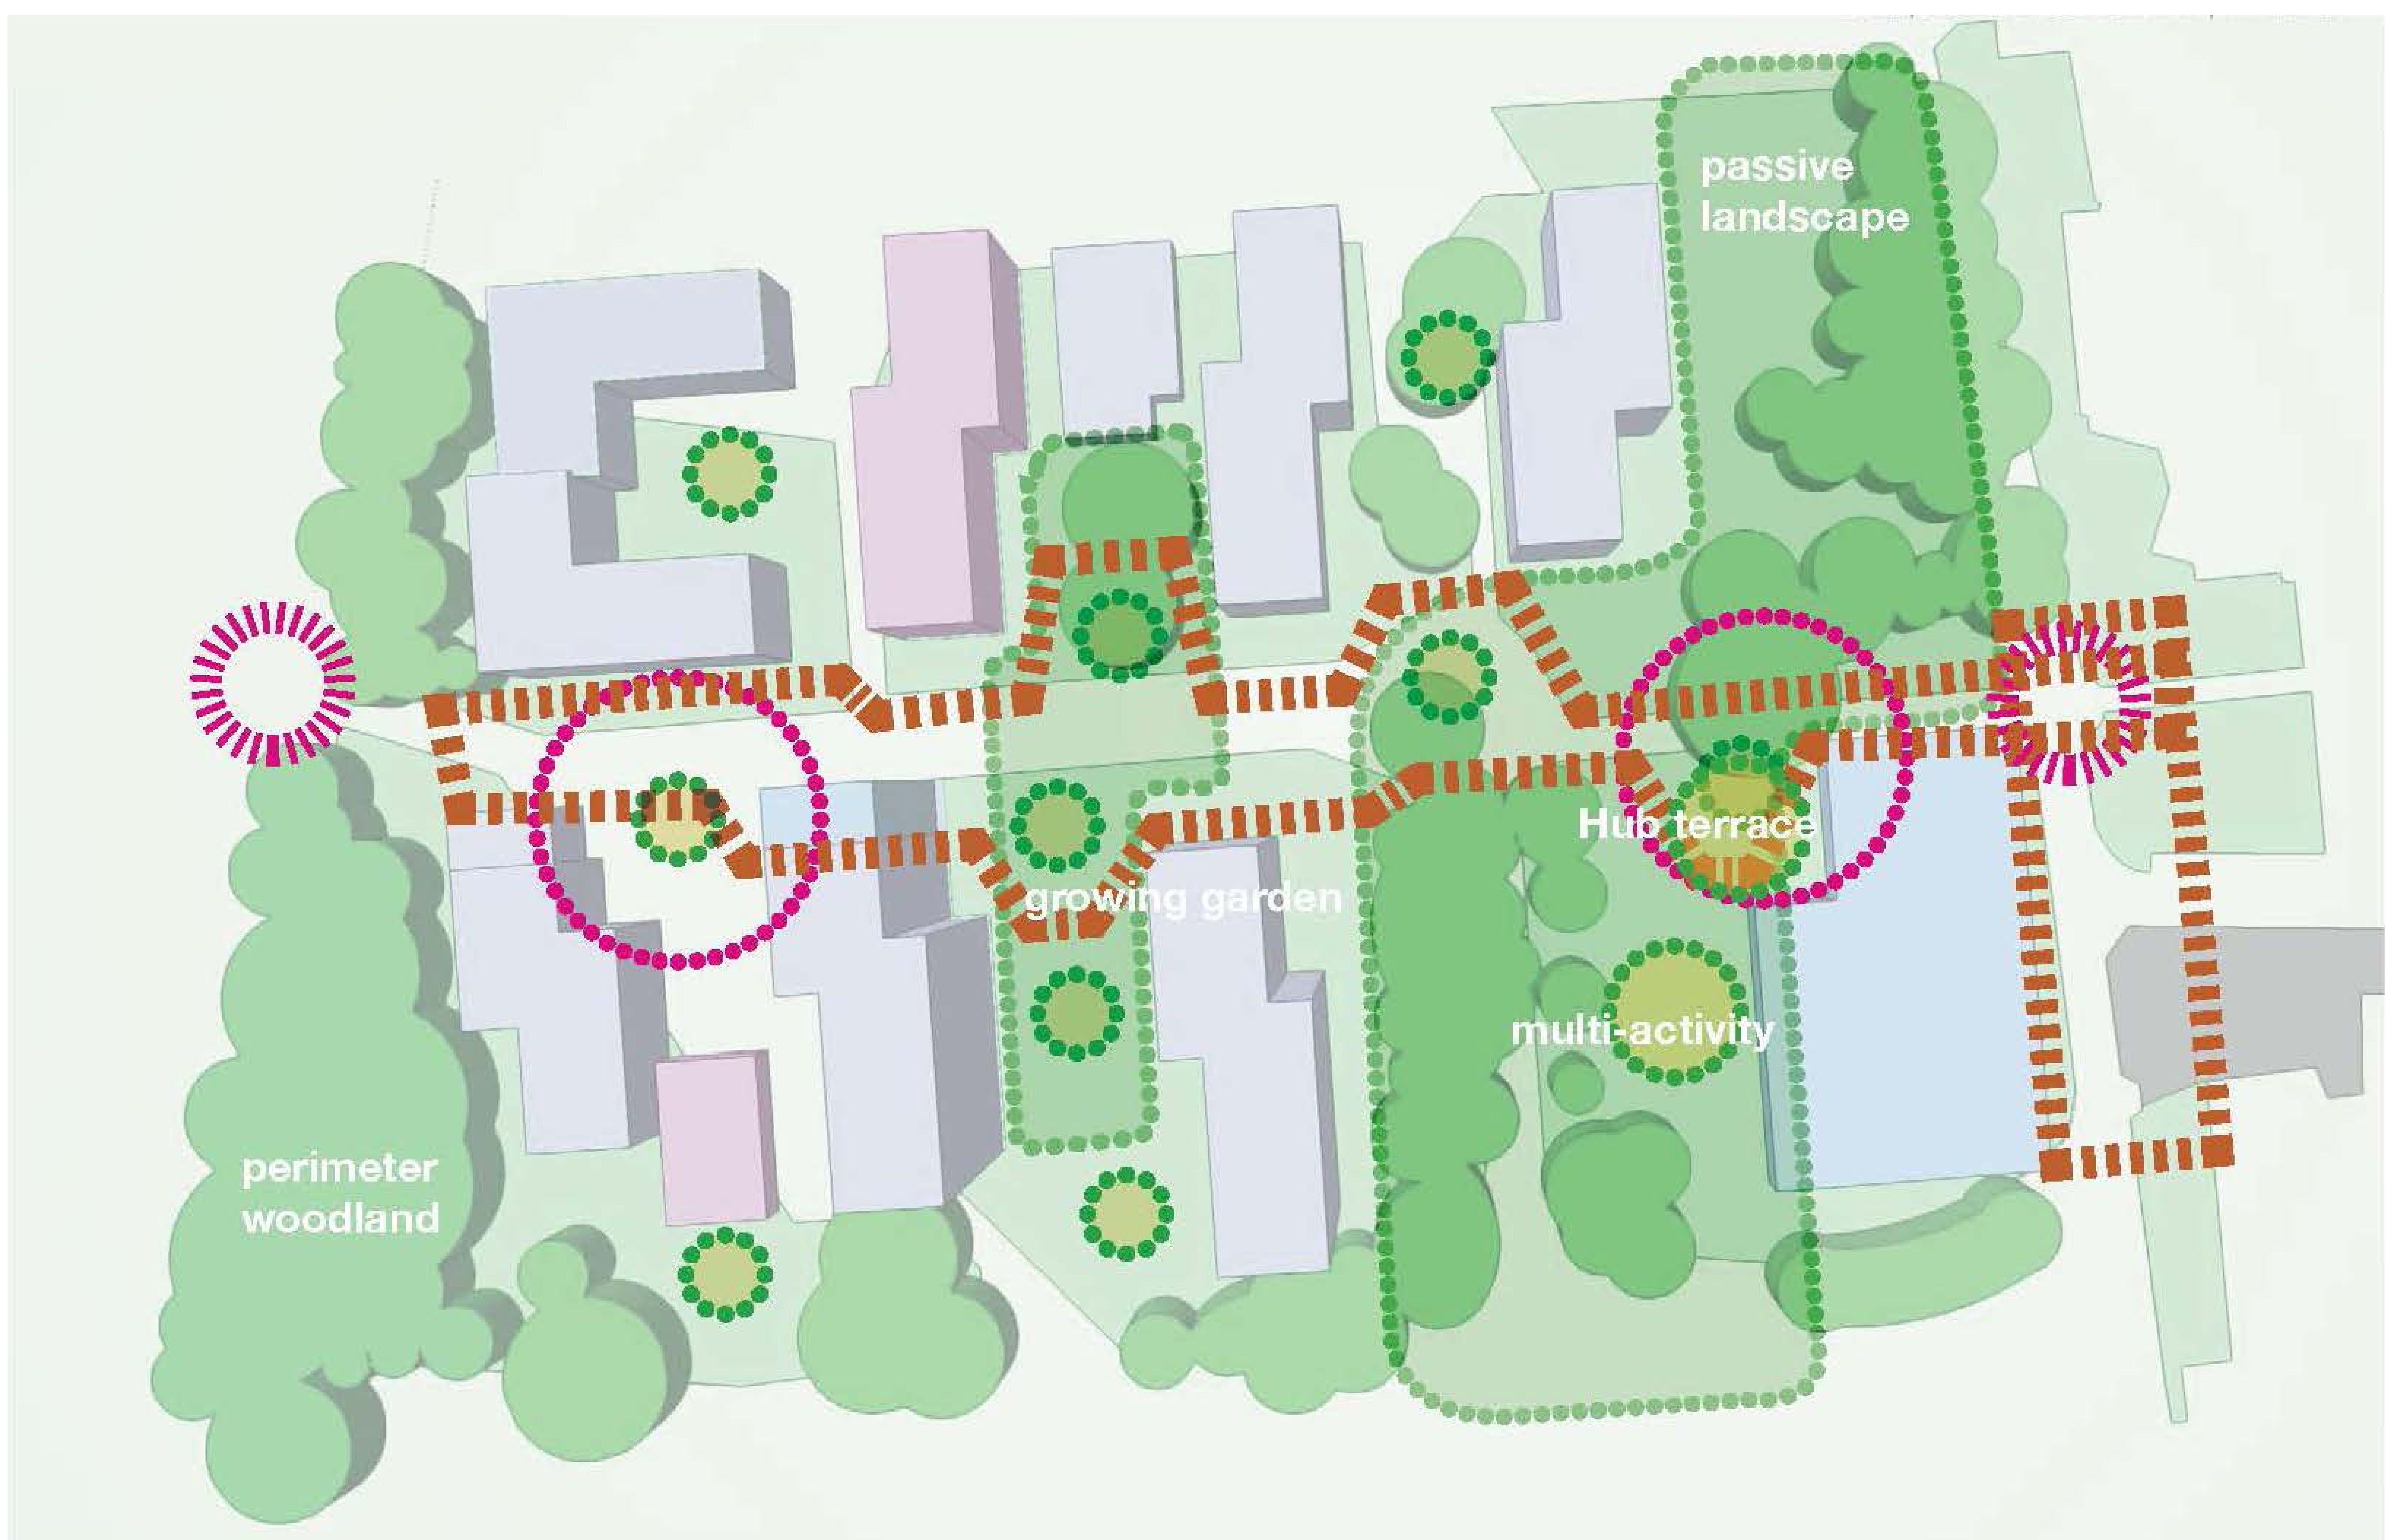 passive
landscape
Hub terrace
growing garden
multi-activity
perimeter
woodland